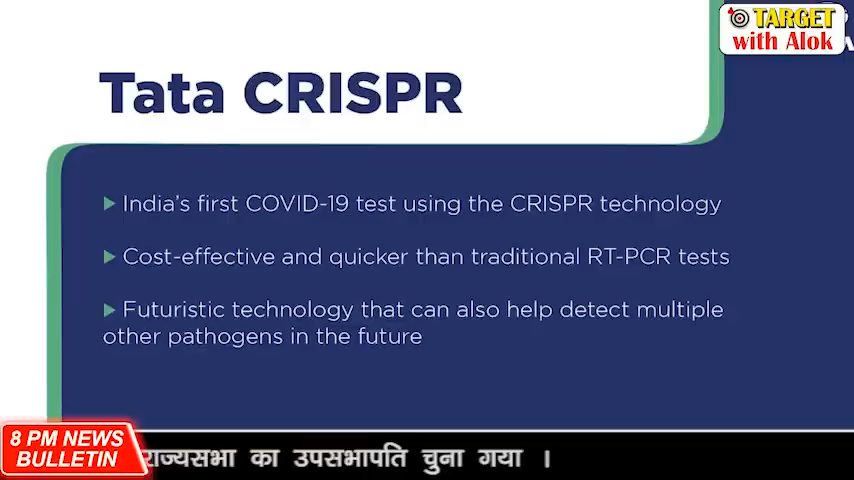 TARGET
with Alok
Tata CRISPR
▶ India's first COVID-19 test using the CRISPR technology
▶ Cost-effective and quicker than traditional RT-PCR tests
▶ Futuristic technology that can also help detect multiple
other pathogens in the future
8 PM NEWS
BULLETIN
राज्यसभा का उपसभापति चुना गया ।